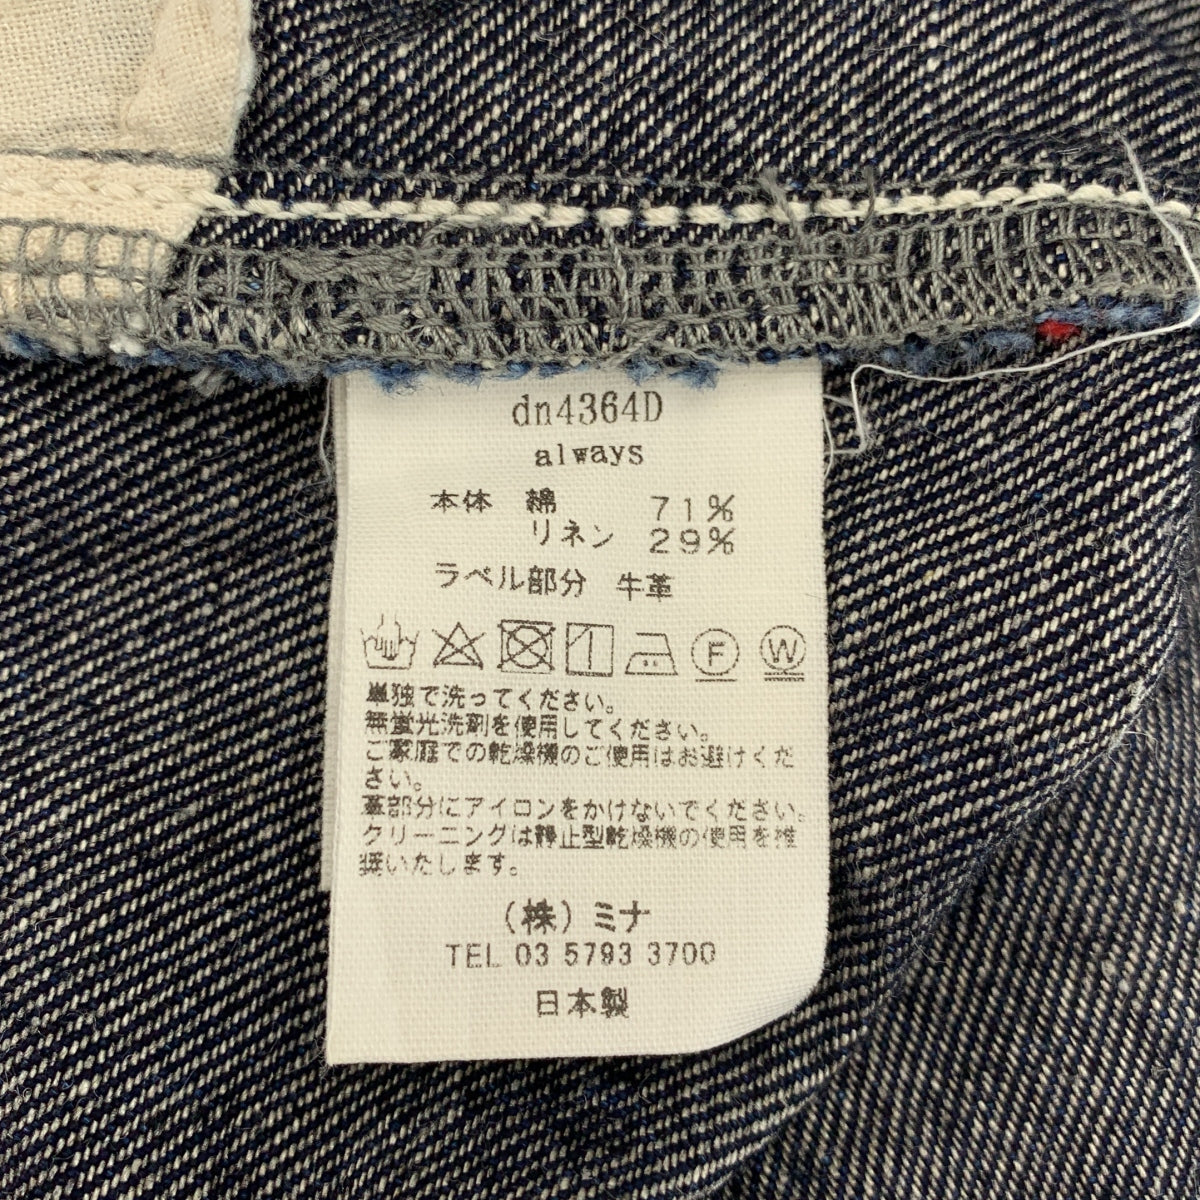 dn4364D
always
本体 綿 71%
リネン 29%
ラベル部分 牛革
F W
単独で洗ってください。
無蛍光洗剤を使用してください。
ご家庭での乾燥機のご使用はお避けくだ
さい。
革部分にアイロンをかけないでください。
クリーニングは静止型乾燥機の使用を推
奨いたします。
(株)ミナ
TEL 03 5793 3700
日本製